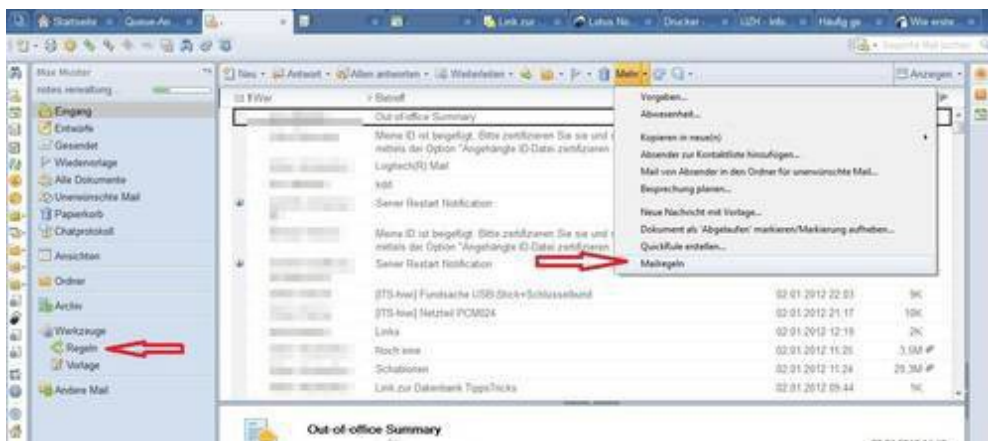 Startseite
Queue-An...
Link zur ...
Lotus No...
Drucker...
UZH - Info...
Häufig ge...
Wie erste...
Max Muster
Neu
Antwort
Allen antworten
Weiterleiten
Mehr
Anzeigen
Eingang
Entwürfe
Gesendet
Wiedervorlage
Alle Dokumente
Unerwünschte Mail
Papierkorb
Chatprotokoll
Ansichten
Ordner
Archiv
Werkzeuge
Regeln
Vorlage
Andere Mail
Betreff
Out-of-office Summary
Meine ID ist beigefügt. Bitte zertifizieren Sie sie und
mittels der Option "Angehängte ID-Datei zertifizieren
Logitech(R) Mail
Server Restart Notification
Meine ID ist beigefügt. Bitte zertifizieren Sie sie und
mittels der Option "Angehängte ID-Datei zertifizieren
Server Restart Notification
[ITS-hiwi] Fundsache USB-Stick+Schlüsselbund 02.01.2012 22:03 9K
[ITS-hiwi] Netzteil PCM024 02.01.2012 21:17 10K
Links 02.01.2012 12:19 2K
Noch eine 02.01.2012 11:25 3,6M
Schablonen 02.01.2012 11:24 29,3M
Link zur Datenbank TippsTricks 02.01.2012 09:44
Vorgeben...
Abwesenheit...
Kopieren in neue(n)
Absender zur Kontaktliste hinzufügen...
Mail von Absender in den Ordner für unerwünschte Mail...
Besprechung planen...
Neue Nachricht mit Vorlage...
Dokument als 'Abgelaufen' markieren/Markierung aufheben...
QuickRule erstellen...
Mailregeln
Out-of-office Summary